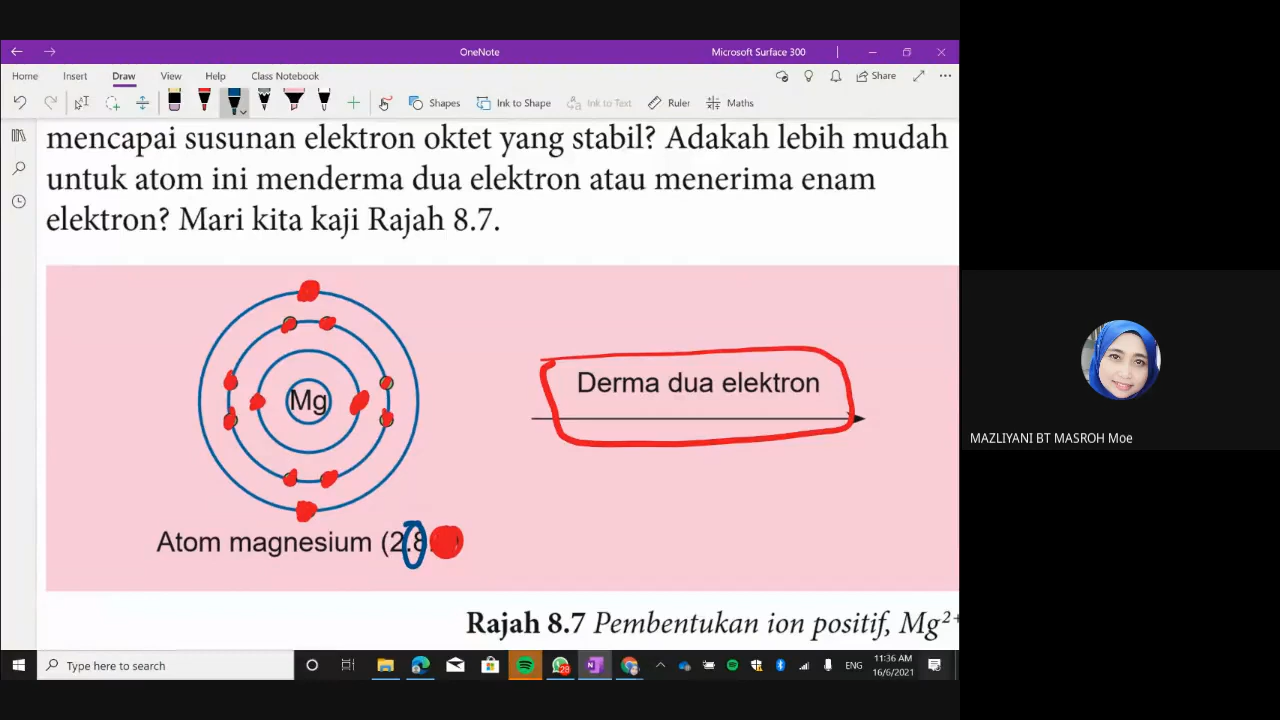 OneNote
Microsoft Surface 300
Home Insert Draw View Help Class Notebook
Share
Shapes Ink to Shape Ink to Text Ruler Maths
mencapai susunan elektron oktet yang stabil? Adakah lebih mudah
untuk atom ini menderma dua elektron atau menerima enam
elektron? Mari kita kaji Rajah 8.7.
Mg
Derma dua elektron
Atom magnesium (2.8
Rajah 8.7 Pembentukan ion positif, Mg²⁺
MAZLIYANI BT MASROH Moe
Type here to search
28
ENG
11:36 AM
16/6/2021